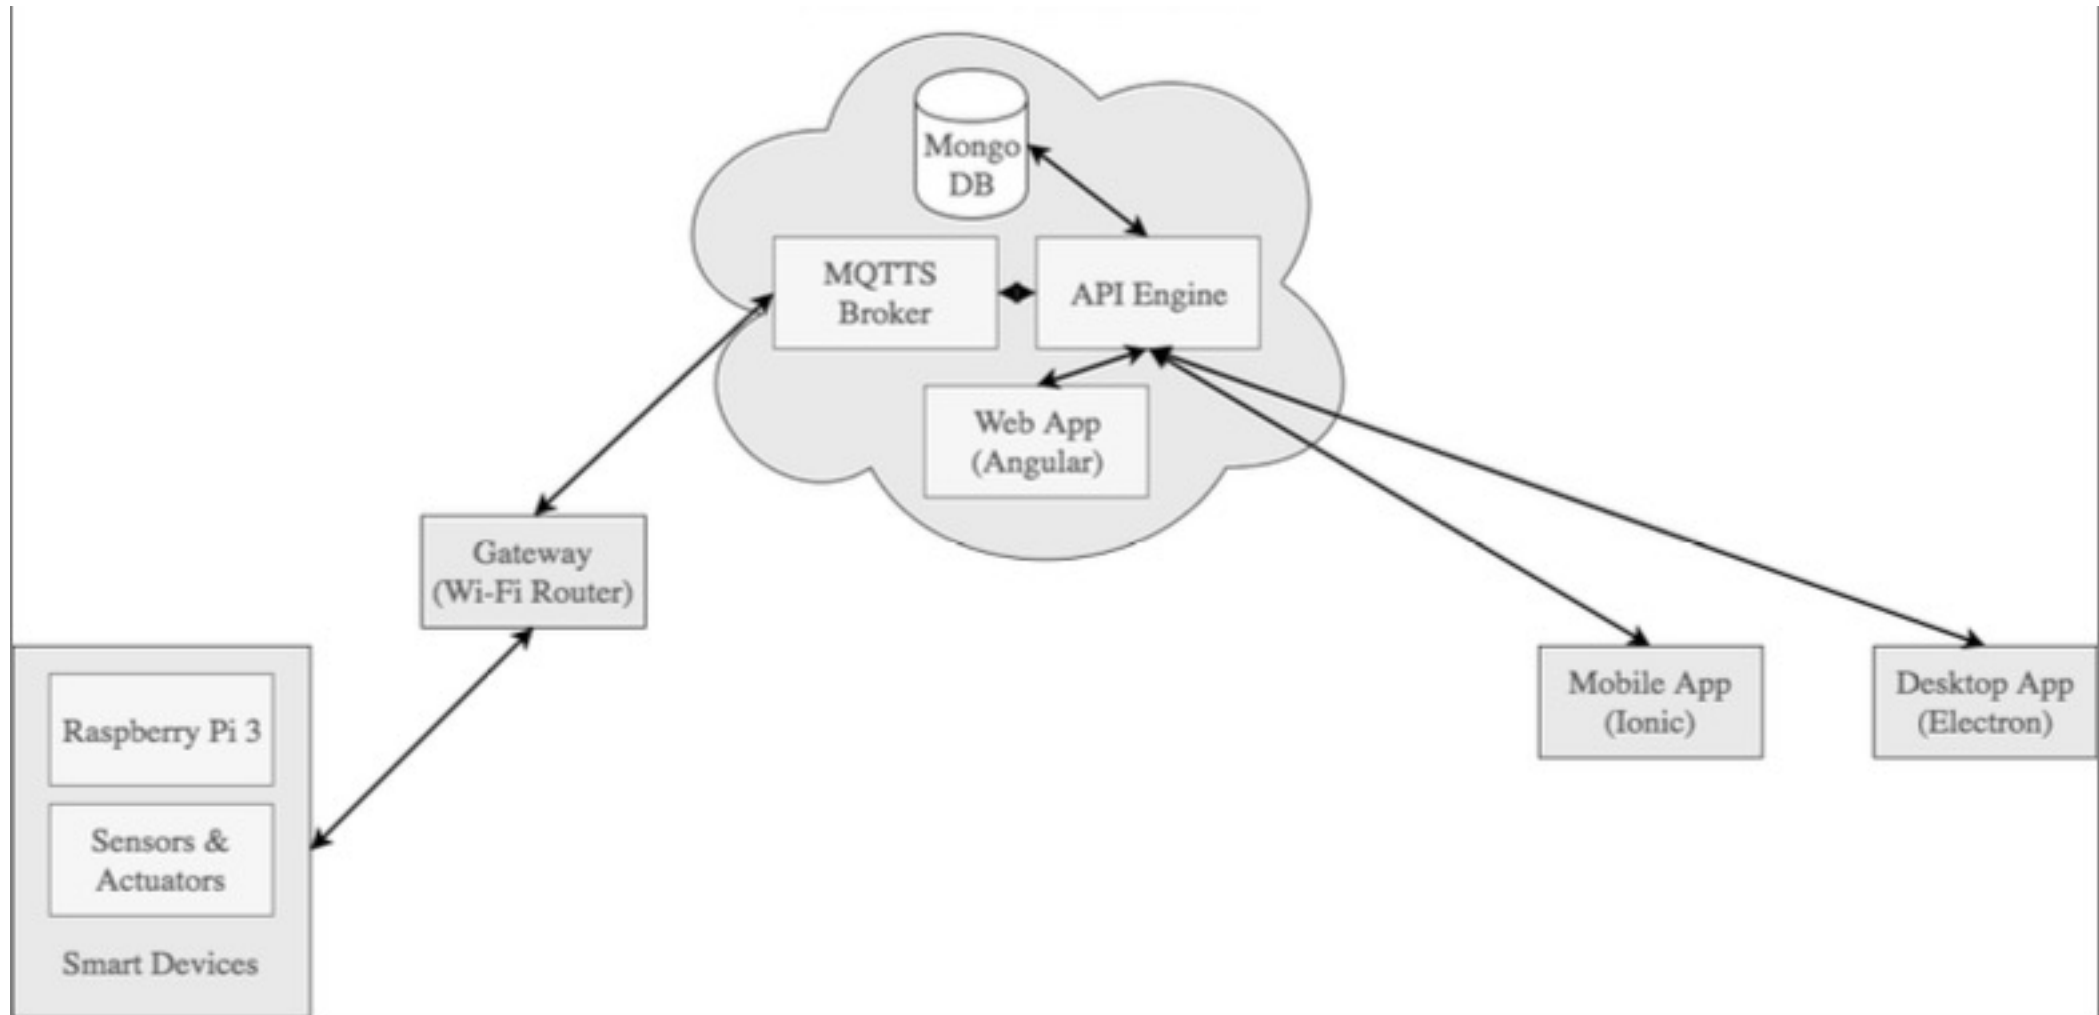 Mongo
DB
MQTTS
Broker
API Engine
Web App
(Angular)
Gateway
(Wi-Fi Router)
Raspberry Pi 3
Sensors &
Actuators
Smart Devices
Mobile App
(Ionic)
Desktop App
(Electron)